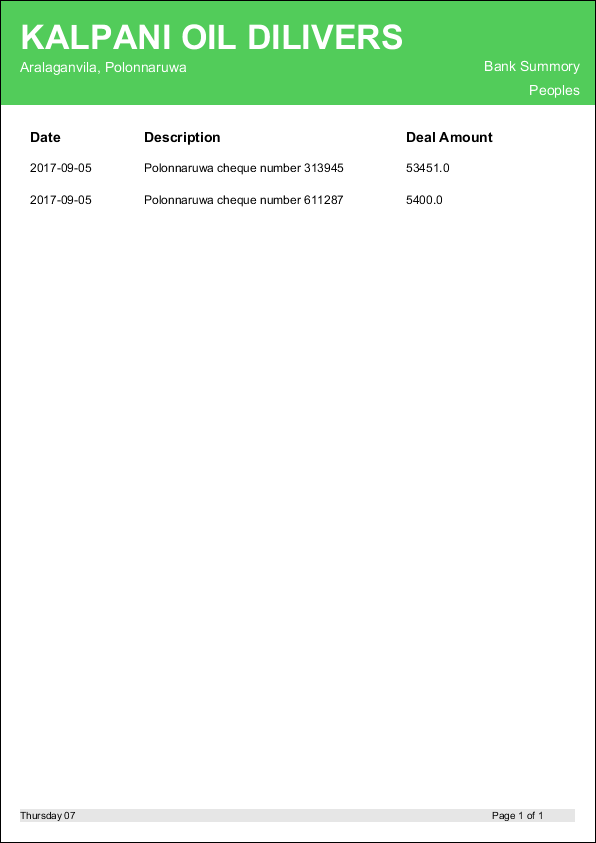 KALPANI OIL DILIVERS
Aralaganvila, Polonnaruwa
Bank Summory
Peoples
Date Description Deal Amount
2017-09-05 Polonnaruwa cheque number 313945 53451.0
2017-09-05 Polonnaruwa cheque number 611287 5400.0
Thursday 07 Page 1 of 1